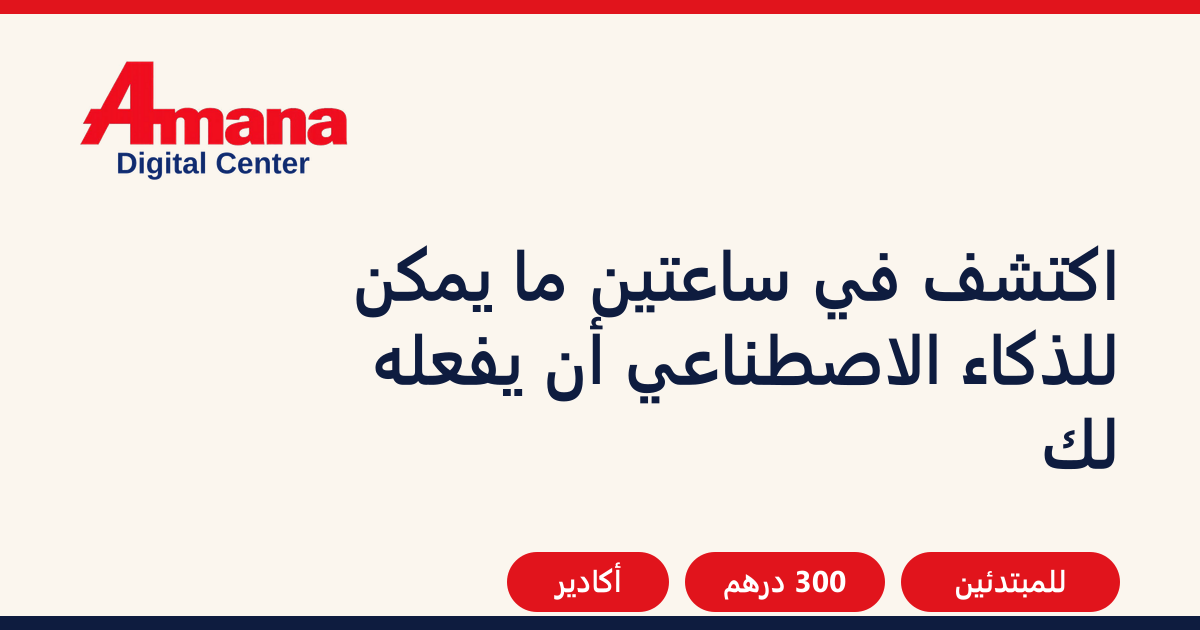 Amana
Digital Center
اكتشف في ساعتين ما يمكن
للذكاء الاصطناعي أن يفعله
لك
للمبتدئين
300 درهم
أكادير